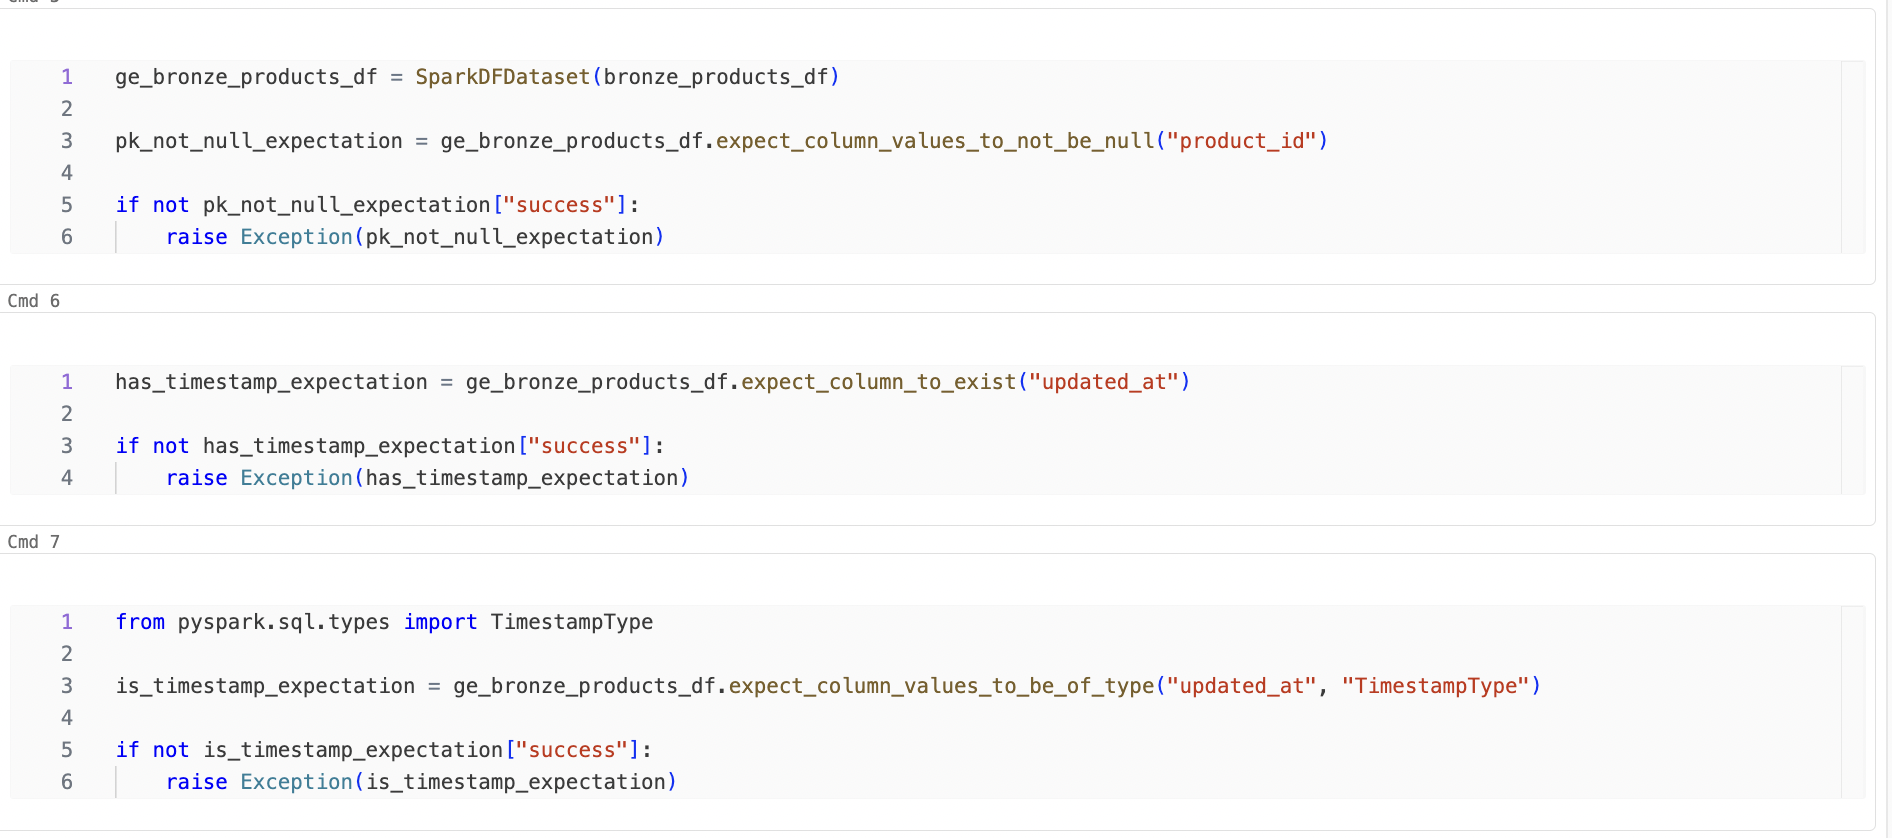 1 ge_bronze_products_df = SparkDFDataset(bronze_products_df)
2
3 pk_not_null_expectation = ge_bronze_products_df.expect_column_values_to_not_be_null("product_id")
4
5 if not pk_not_null_expectation["success"]:
6     raise Exception(pk_not_null_expectation)
Cmd 6
1 has_timestamp_expectation = ge_bronze_products_df.expect_column_to_exist("updated_at")
2
3 if not has_timestamp_expectation["success"]:
4     raise Exception(has_timestamp_expectation)
Cmd 7
1 from pyspark.sql.types import TimestampType
2
3 is_timestamp_expectation = ge_bronze_products_df.expect_column_values_to_be_of_type("updated_at", "TimestampType")
4
5 if not is_timestamp_expectation["success"]:
6     raise Exception(is_timestamp_expectation)